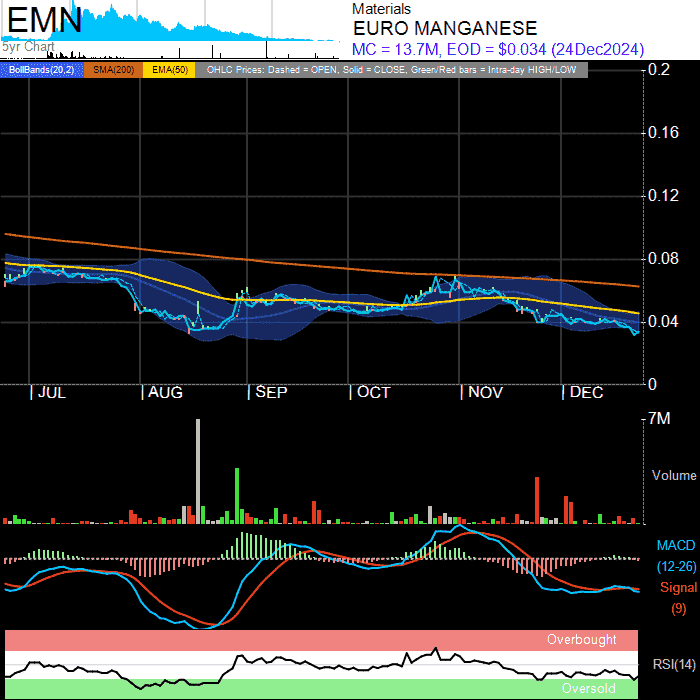 EMN
5yr Chart
Materials
EURO MANGANESE
MC = 13.7M, EOD = $0.034 (24Dec2024)
BollBands(20,2) SMA(200) EMA(50) OHLC Prices: Dashed = OPEN, Solid = CLOSE, Green/Red bars = Intra-day HIGH/LOW
0.2
0.16
0.12
0.08
0.04
0
JUL AUG SEP OCT NOV DEC
7M
Volume
MACD
(12-26)
Signal
(9)
Overbought
RSI(14)
Oversold